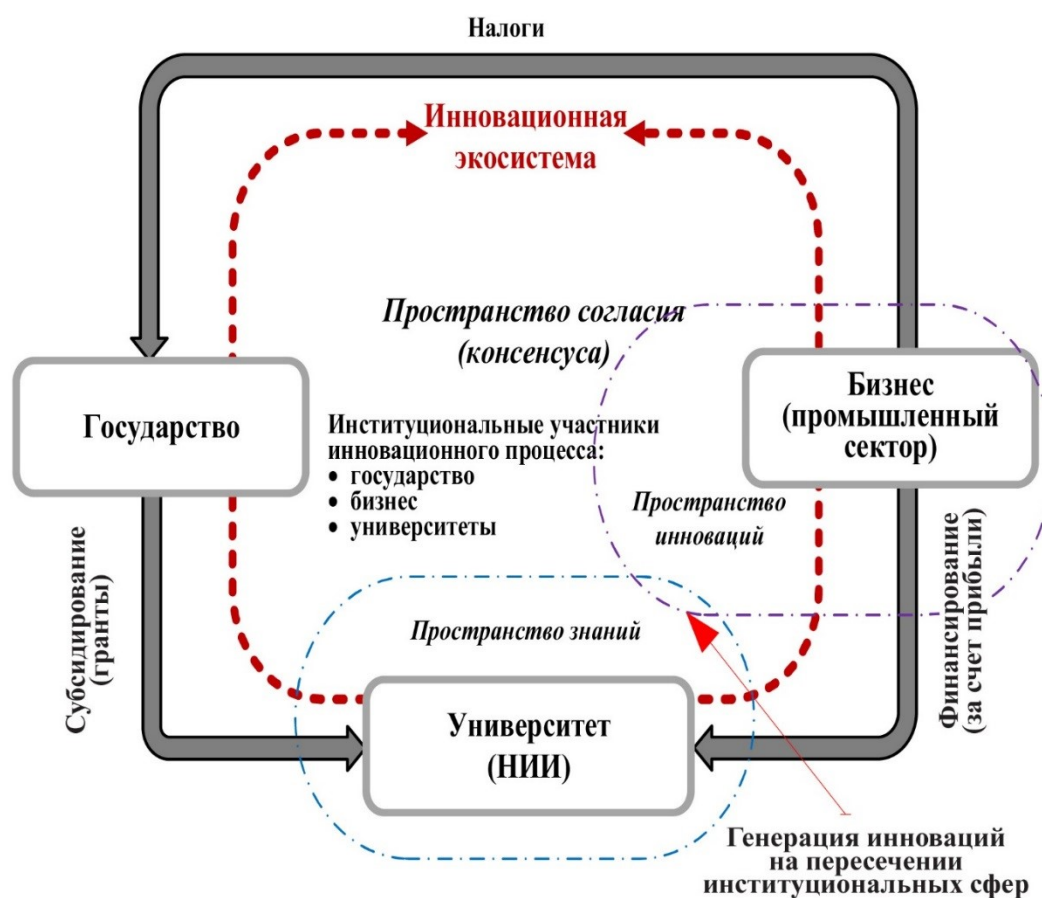 Налоги
Инновационная
экосистема
Пространство согласия
(консенсуса)
Государство
Институциональные участники
инновационного процесса:
• государство
• бизнес
• университеты
Бизнес
(промышленный
сектор)
Пространство
инноваций
Субсидирование
(гранты)
Пространство знаний
Финансирование
(за счет прибыли)
Университет
(НИИ)
Генерация инноваций
на пересечении
институциональных сфер